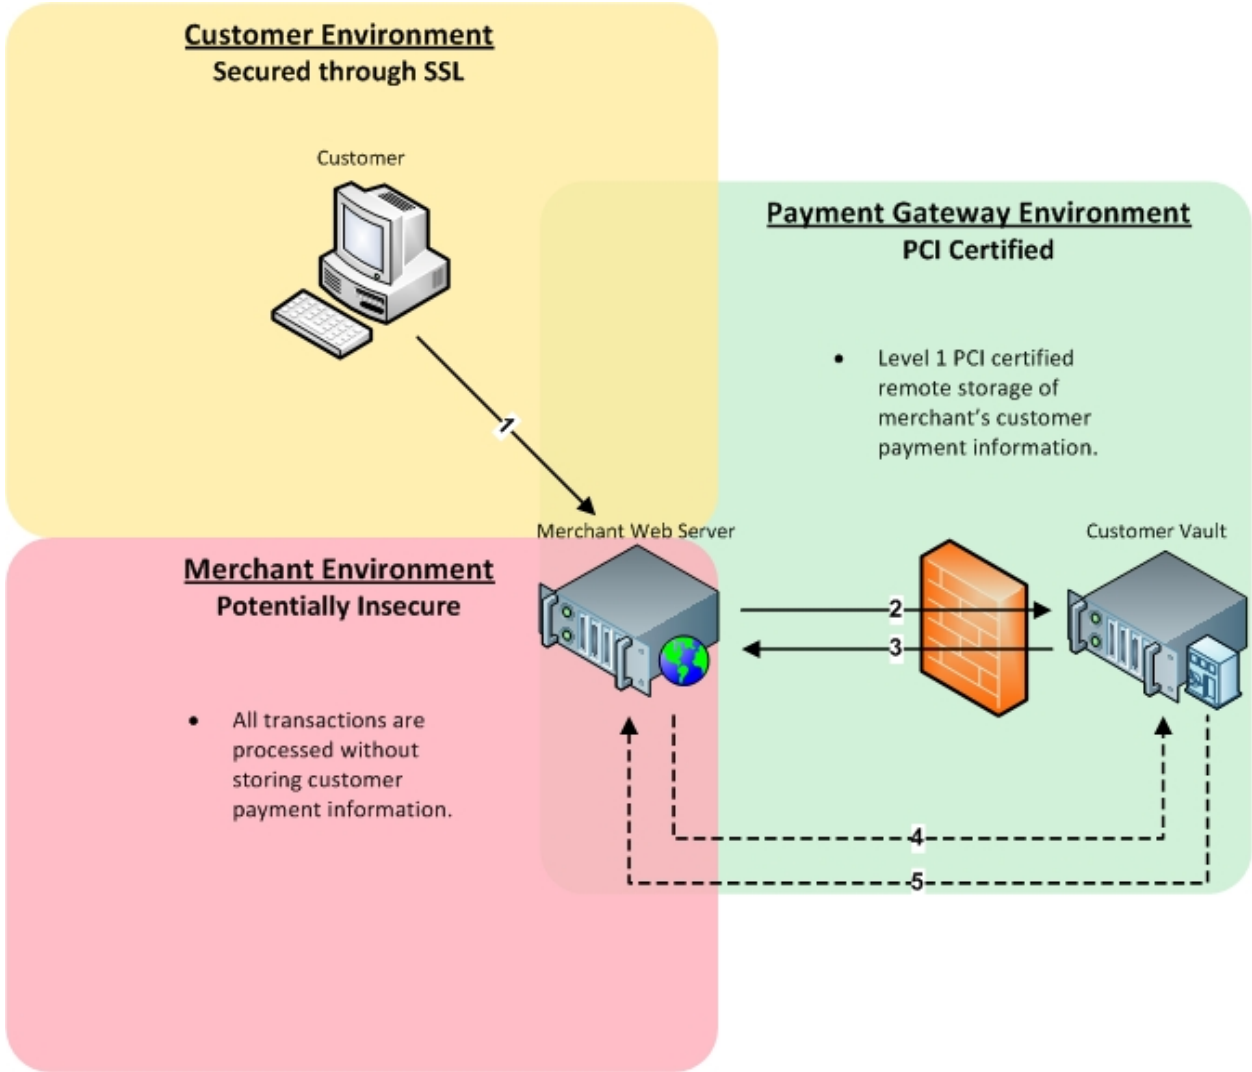 Customer Environment
Secured through SSL
Customer
Payment Gateway Environment
PCI Certified
• Level 1 PCI certified
remote storage of
merchant's customer
payment information.
1
Merchant Web Server
Customer Vault
Merchant Environment
Potentially Insecure
2
3
• All transactions are
processed without
storing customer
payment information.
4
5